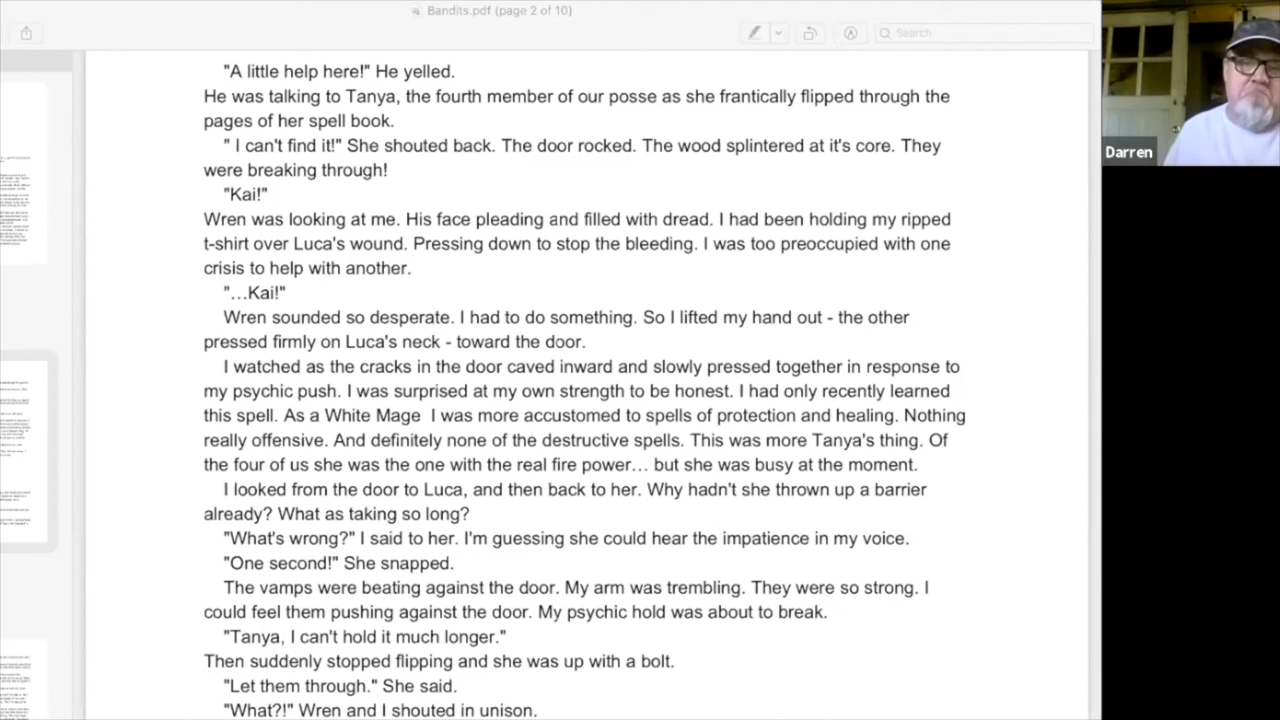 Bandits.pdf (page 2 of 10)
Search
"A little help here!" He yelled.
He was talking to Tanya, the fourth member of our posse as she frantically flipped through the
pages of her spell book.
" I can't find it!" She shouted back. The door rocked. The wood splintered at it's core. They
were breaking through!
"Kai!"
Wren was looking at me. His face pleading and filled with dread. I had been holding my ripped
t-shirt over Luca's wound. Pressing down to stop the bleeding. I was too preoccupied with one
crisis to help with another.
"…Kai!"
Wren sounded so desperate. I had to do something. So I lifted my hand out - the other
pressed firmly on Luca's neck - toward the door.
I watched as the cracks in the door caved inward and slowly pressed together in response to
my psychic push. I was surprised at my own strength to be honest. I had only recently learned
this spell. As a White Mage  I was more accustomed to spells of protection and healing. Nothing
really offensive. And definitely none of the destructive spells. This was more Tanya's thing. Of
the four of us she was the one with the real fire power… but she was busy at the moment.
I looked from the door to Luca, and then back to her. Why hadn't she thrown up a barrier
already? What as taking so long?
"What's wrong?" I said to her. I'm guessing she could hear the impatience in my voice.
"One second!" She snapped.
The vamps were beating against the door. My arm was trembling. They were so strong. I
could feel them pushing against the door. My psychic hold was about to break.
"Tanya, I can't hold it much longer."
Then suddenly stopped flipping and she was up with a bolt.
"Let them through." She said
"What?!" Wren and I shouted in unison.
Darren